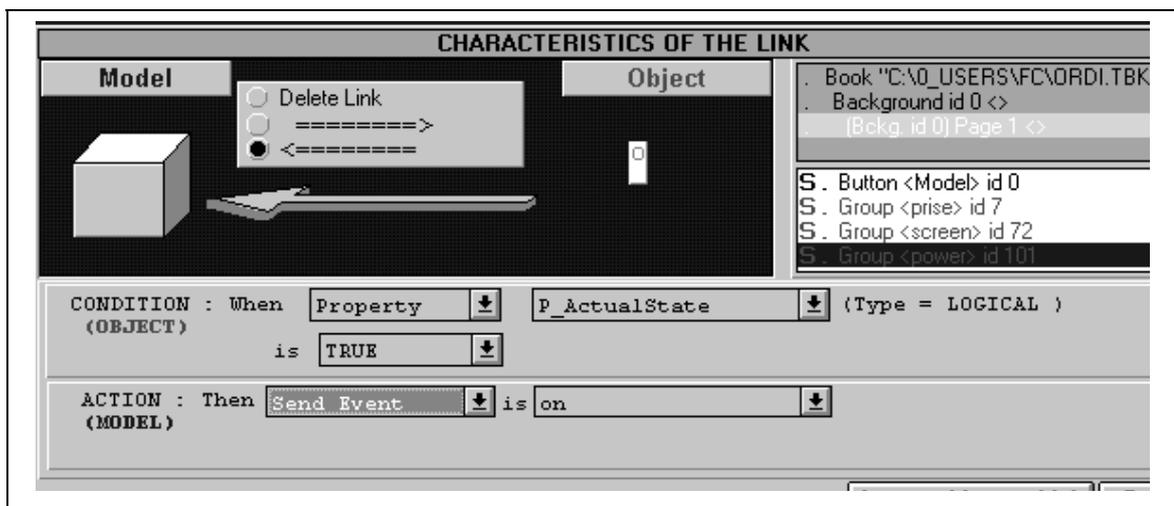 CHARACTERISTICS OF THE LINK
Model
Object
Delete Link
========>
<========
O
. Book "C:\0_USERS\FC\ORDI.TBK
. Background id 0 <>
. (Bckg. id 0) Page 1 <>
S. Button <Model> id 0
S. Group <prise> id 7
S. Group <screen> id 72
S. Group <power> id 101
CONDITION : When Property P_ActualState (Type = LOGICAL )
(OBJECT)
is TRUE
ACTION : Then Send Event is on
(MODEL)